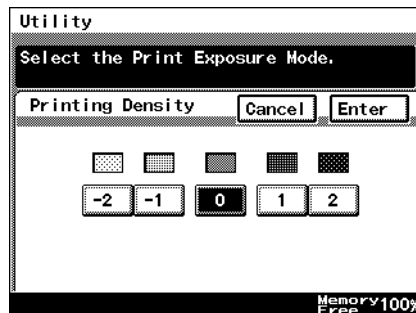 Utility
Select the Print Exposure Mode.
Printing Density Cancel Enter
-2 -1 0 1 2
Memory
Free 100%